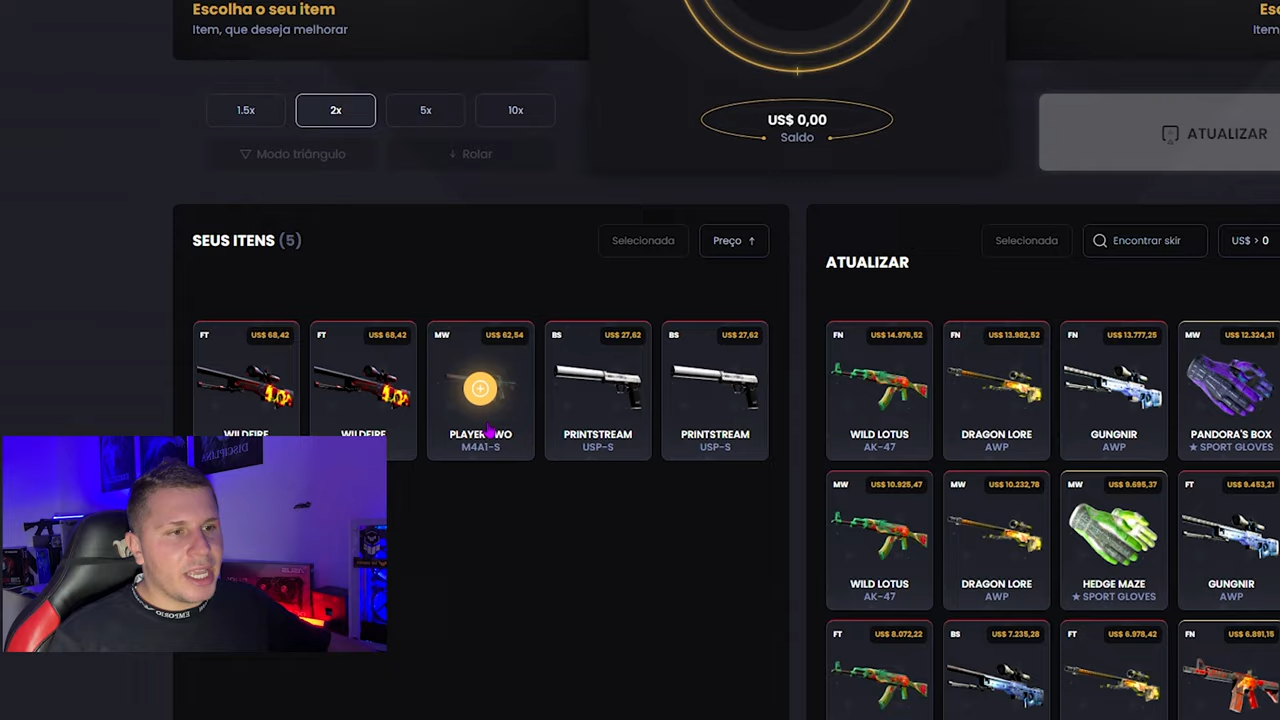 Escolha o seu item
Item, que deseja melhorar
Item
1.5x
2x
5x
10x
Modo triângulo
Rolar
US$ 0,00
Saldo
ATUALIZAR
SEUS ITENS (5)
Selecionada
Preço ↑
ATUALIZAR
Selecionada
Encontrar skir
US$ > 0
FT US$ 68,42
WILDFIRE
FT US$ 68,42
WILDFIRE
MW US$ 62,54
M4A1-S
BS US$ 27,62
PRINTSTREAM
USP-S
BS US$ 27,62
PRINTSTREAM
USP-S
FN US$ 14.976,52
WILD LOTUS
AK-47
FN US$ 13.982,52
DRAGON LORE
AWP
FN US$ 13.777,25
GUNGNIR
AWP
MW US$ 12.324,31
PANDORA'S BOX
★ SPORT GLOVES
MW US$ 10.925,47
WILD LOTUS
AK-47
MW US$ 10.232,78
DRAGON LORE
AWP
MW US$ 9.695,37
HEDGE MAZE
★ SPORT GLOVES
FT US$ 9.453,21
GUNGNIR
AWP
FT US$ 8.072,22
BS US$ 7.235,28
FT US$ 6.978,42
FN US$ 6.891,15
DISCIPLINA
EMPORIO